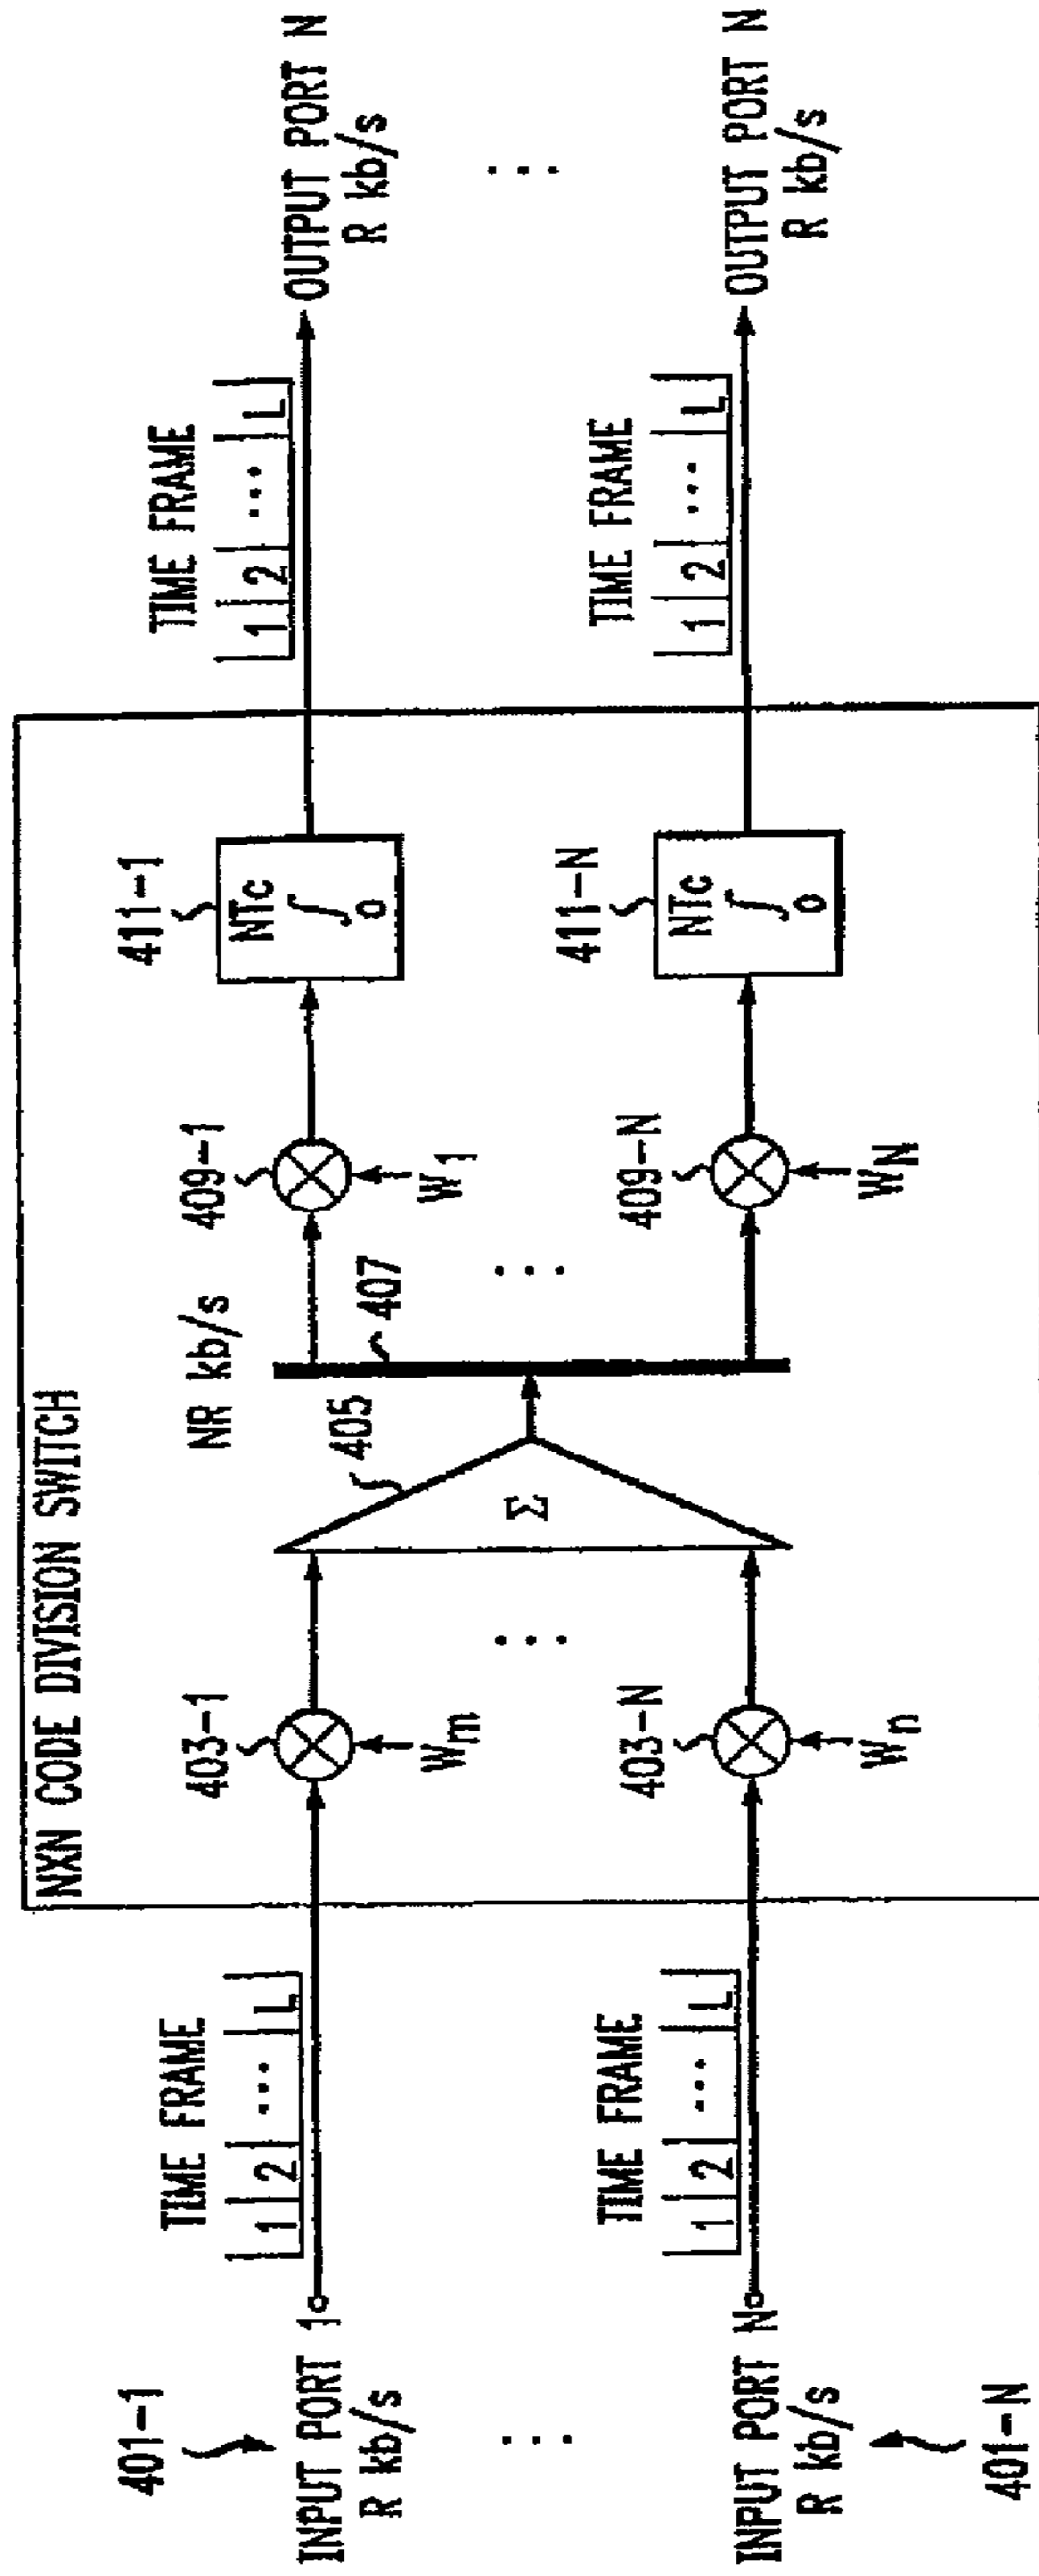 NXN CODE DIVISION SWITCH
401-1
INPUT PORT 1
R kb/s
TIME FRAME
1 2 ... L
403-1
Wm
...
INPUT PORT N
R kb/s
401-N
TIME FRAME
1 2 ... L
403-N
Wn
...
Σ
405
NR kb/s
407
409-1
W1
...
409-N
WN
411-1
NTc
∫
0
411-N
NTc
∫
0
TIME FRAME
1 2 ... L
OUTPUT PORT N
R kb/s
...
TIME FRAME
1 2 ... L
OUTPUT PORT N
R kb/s